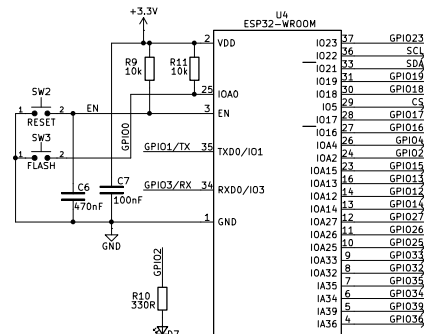 U4
ESP32-WROOM
+3.3V
2 VDD
R9
10k
R11
10k
25 IOA0
SW2
1 2
RESET
EN
3 EN
SW3
1 2
FLASH
GPIO0
GPIO1/TX 35 TXD0/IO1
GPIO3/RX 34 RXD0/IO3
C6
470nF
C7
100nF
1 GND
GND
GPIO2
R10
330R
D7
IO23 37 GPIO23
IO22 36 SCL
IO21 33 SDA
IO19 31 GPIO19
IO18 30 GPIO18
IO5 29 CS
IO17 28 GPIO17
IO16 27 GPIO16
IOA4 26 GPIO4
IOA2 24 GPIO2
IOA15 23 GPIO15
IOA13 16 GPIO13
IOA12 14 GPIO12
IOA14 13 GPIO14
IOA27 12 GPIO27
IOA26 11 GPIO26
IOA25 10 GPIO25
IOA33 9 GPIO33
IOA32 8 GPIO32
IA35 7 GPIO35
IA34 6 GPIO34
IA39 5 GPIO39
IA36 4 GPIO36